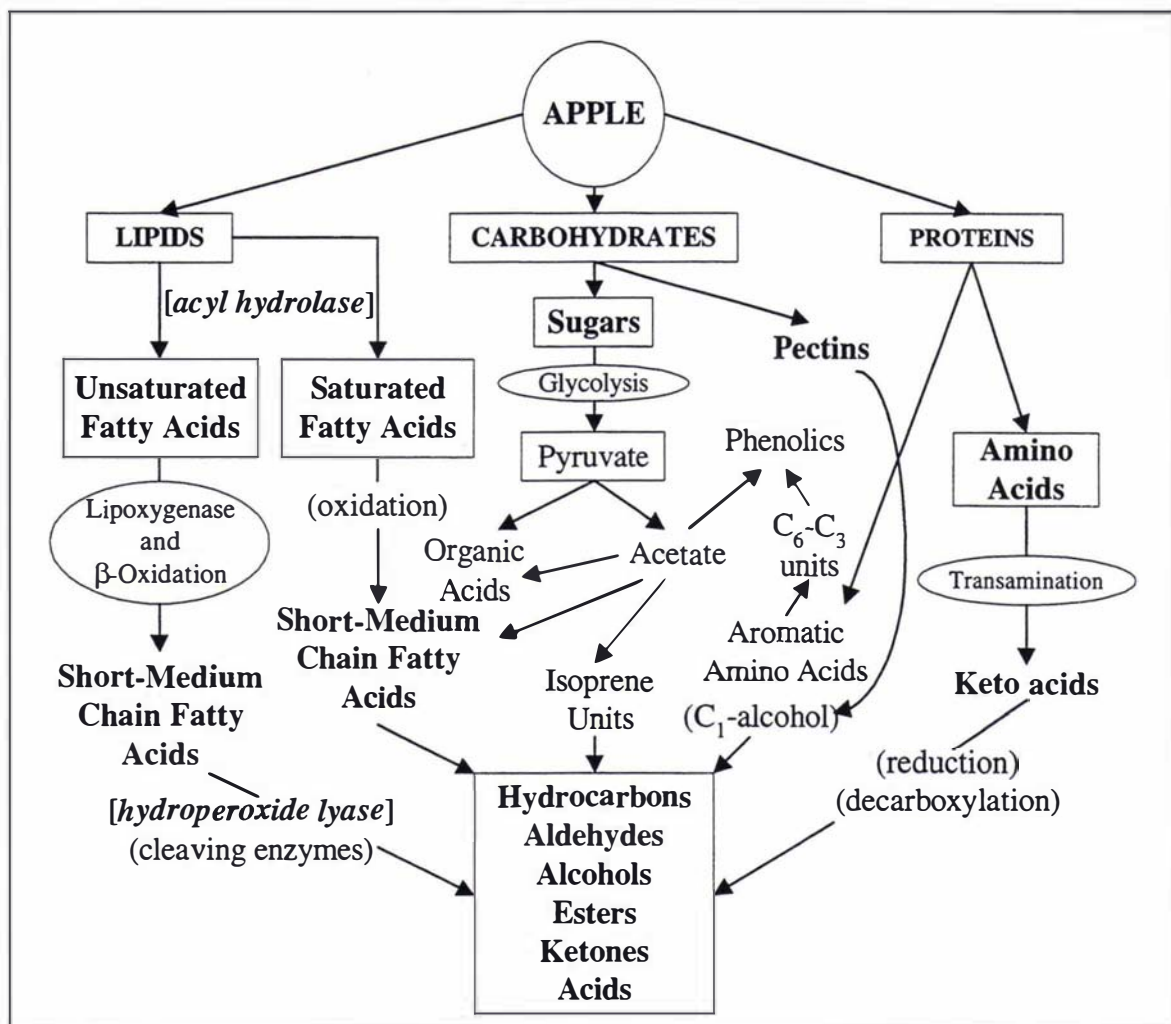 APPLE
LIPIDS
CARBOHYDRATES
PROTEINS
[acyl hydrolase]
Sugars
Pectins
Unsaturated
Fatty Acids
Saturated
Fatty Acids
Glycolysis
Pyruvate
Phenolics
Amino
Acids
Lipoxygenase
and
β-Oxidation
(oxidation)
Organic
Acids
Acetate
C6-C3
units
Transamination
Short-Medium
Chain Fatty
Acids
Short-Medium
Chain Fatty
Acids
Isoprene
Units
Aromatic
Amino Acids
Keto acids
(C1-alcohol)
(reduction)
(decarboxylation)
[hydroperoxide lyase]
(cleaving enzymes)
Hydrocarbons
Aldehydes
Alcohols
Esters
Ketones
Acids